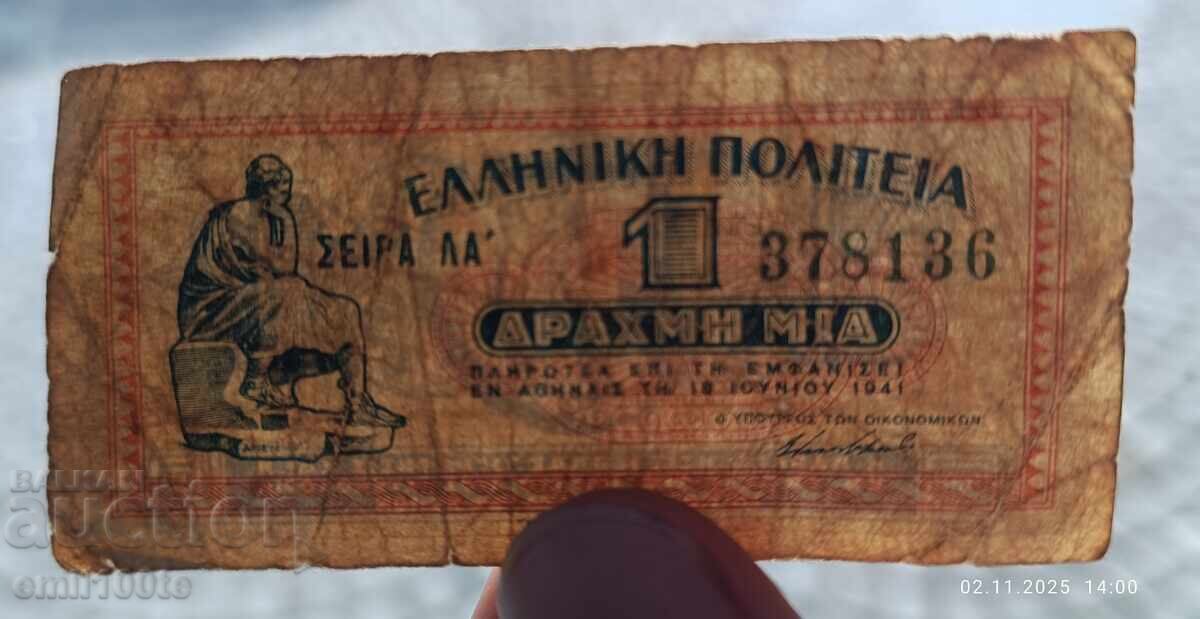 ΕΛΛΗΝΙΚΗ ΠΟΛΙΤΕΙΑ
ΣΕΙΡΑ ΛΑ' 1 378136
ΔΡΑΧΜΗ ΜΙΑ
ΠΛΗΡΩΤΕΑ ΕΠΙ ΤΗ ΕΜΦΑΝΙΣΕΙ
ΕΝ ΑΘΗΝΑΙΣ ΤΗ 18 ΙΟΥΝΙΟΥ 1941
Ο ΥΠΟΥΡΓΟΣ ΤΩΝ ΟΙΚΟΝΟΜΙΚΩΝ
BALKAN
auction
emil100te
02.11.2025 14:00